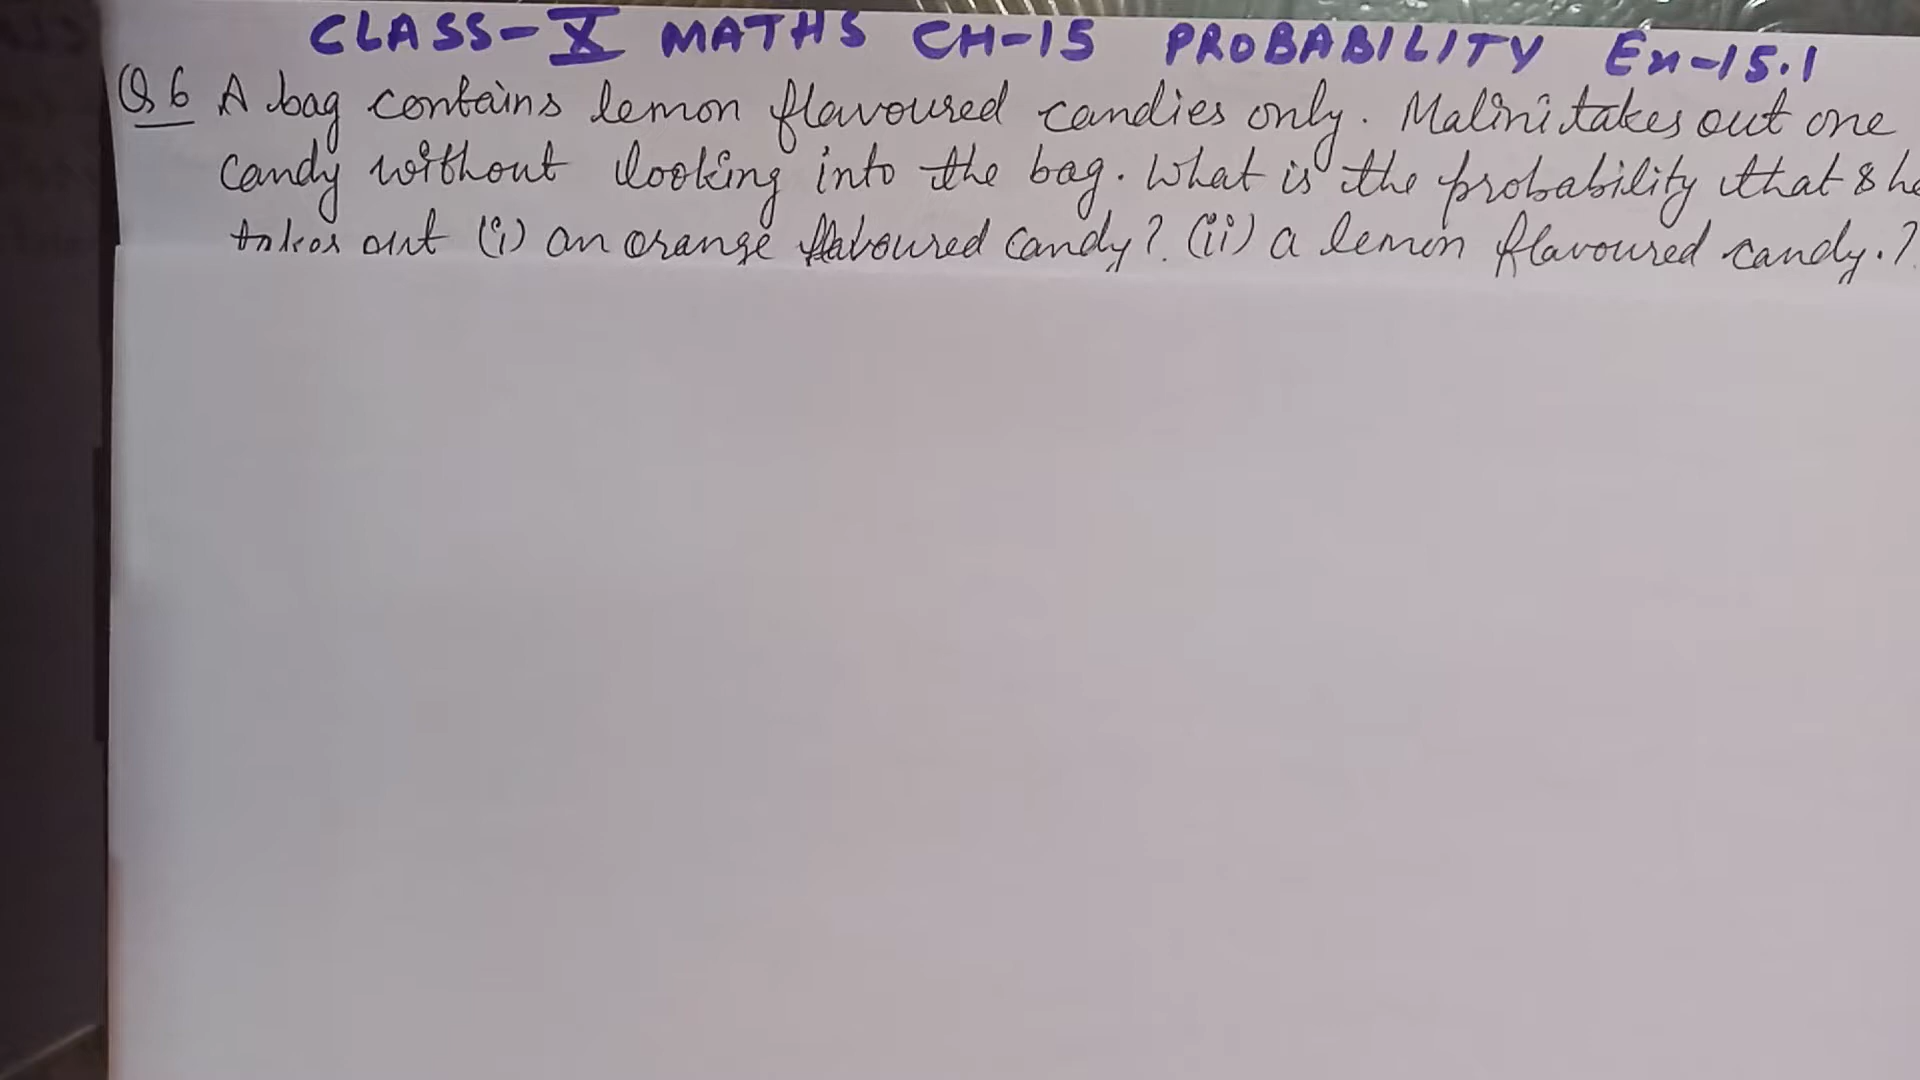 CLASS-X MATHS CH-15 PROBABILITY Ex-15.1
Q6 A bag contains lemon flavoured candies only. Malini takes out one
candy without looking into the bag. What is the probability that she
takes out (i) an orange flavoured candy? (ii) a lemon flavoured candy.?